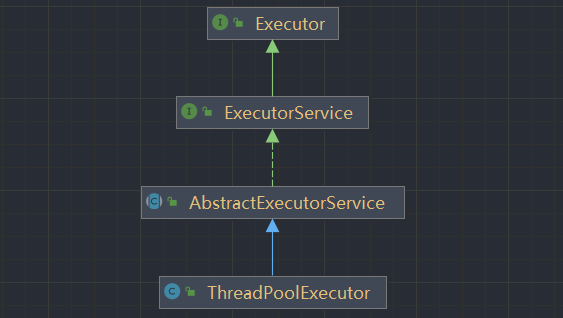 I Executor
I ExecutorService
C AbstractExecutorService
C ThreadPoolExecutor